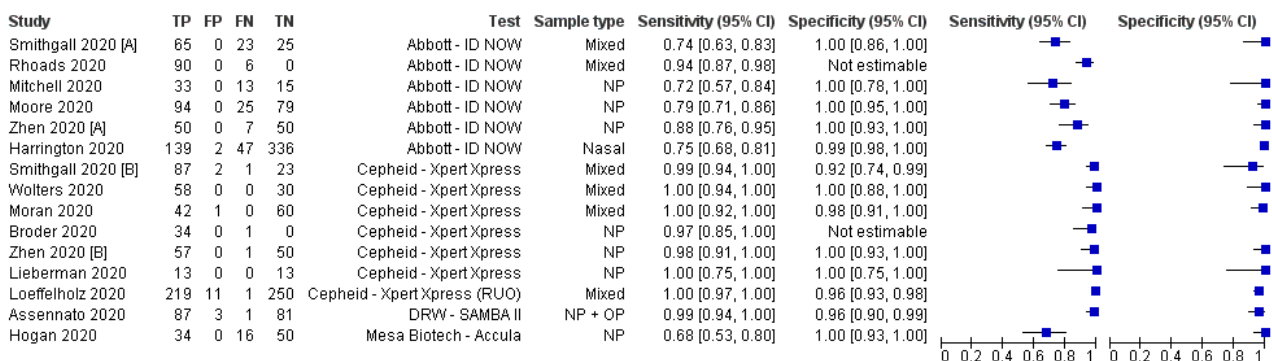 Study TP FP FN TN Test Sample type Sensitivity (95% CI) Specificity (95% CI) Sensitivity (95% CI) Specificity (95% CI)
Smithgall 2020 [A] 65 0 23 25 Abbott - ID NOW Mixed 0.74 [0.63, 0.83] 1.00 [0.86, 1.00]
Rhoads 2020 90 0 6 0 Abbott - ID NOW Mixed 0.94 [0.87, 0.98] Not estimable
Mitchell 2020 33 0 13 15 Abbott - ID NOW NP 0.72 [0.57, 0.84] 1.00 [0.78, 1.00]
Moore 2020 94 0 25 79 Abbott - ID NOW NP 0.79 [0.71, 0.86] 1.00 [0.95, 1.00]
Zhen 2020 [A] 50 0 7 50 Abbott - ID NOW NP 0.88 [0.76, 0.95] 1.00 [0.93, 1.00]
Harrington 2020 139 2 47 336 Abbott - ID NOW Nasal 0.75 [0.68, 0.81] 0.99 [0.98, 1.00]
Smithgall 2020 [B] 87 2 1 23 Cepheid - Xpert Xpress Mixed 0.99 [0.94, 1.00] 0.92 [0.74, 0.99]
Wolters 2020 58 0 0 30 Cepheid - Xpert Xpress Mixed 1.00 [0.94, 1.00] 1.00 [0.88, 1.00]
Moran 2020 42 1 0 60 Cepheid - Xpert Xpress Mixed 1.00 [0.92, 1.00] 0.98 [0.91, 1.00]
Broder 2020 34 0 1 0 Cepheid - Xpert Xpress NP 0.97 [0.85, 1.00] Not estimable
Zhen 2020 [B] 57 0 1 50 Cepheid - Xpert Xpress NP 0.98 [0.91, 1.00] 1.00 [0.93, 1.00]
Lieberman 2020 13 0 0 13 Cepheid - Xpert Xpress NP 1.00 [0.75, 1.00] 1.00 [0.75, 1.00]
Loeffelholz 2020 219 11 1 250 Cepheid - Xpert Xpress (RUO) Mixed 1.00 [0.97, 1.00] 0.96 [0.93, 0.98]
Assennato 2020 87 3 1 81 DRW - SAMBA II NP + OP 0.99 [0.94, 1.00] 0.96 [0.90, 0.99]
Hogan 2020 34 0 16 50 Mesa Biotech - Accula NP 0.68 [0.53, 0.80] 1.00 [0.93, 1.00]
0 0.2 0.4 0.6 0.8 1 0 0.2 0.4 0.6 0.8 1